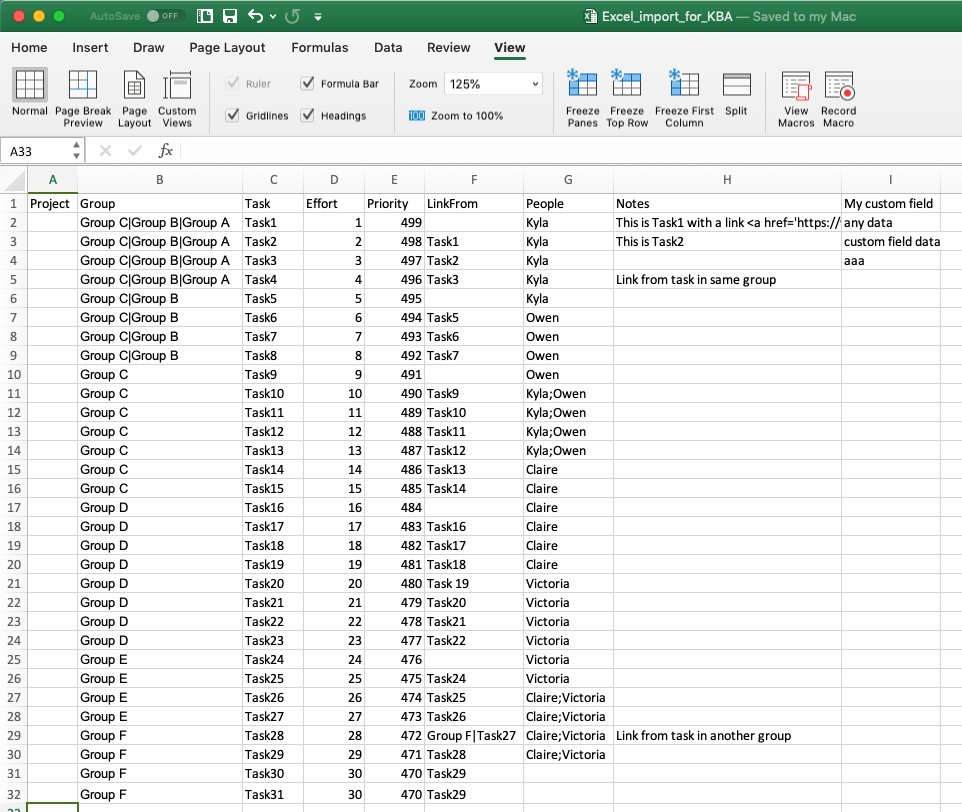 AutoSave OFF Excel_import_for_KBA — Saved to my Mac
Home Insert Draw Page Layout Formulas Data Review View
Ruler Formula Bar Zoom 125%
Normal Page Break Preview Page Layout Custom Views Gridlines Headings 100 Zoom to 100% Freeze Panes Freeze Top Row Freeze First Column Split View Macros Record Macro
A33 fx
A B C D E F G H I
1 Project Group Task Effort Priority LinkFrom People Notes My custom field
2 Group C|Group B|Group A Task1 1 499 Kyla This is Task1 with a link <a href='https:// any data
3 Group C|Group B|Group A Task2 2 498 Task1 Kyla This is Task2 custom field data
4 Group C|Group B|Group A Task3 3 497 Task2 Kyla aaa
5 Group C|Group B|Group A Task4 4 496 Task3 Kyla Link from task in same group
6 Group C|Group B Task5 5 495 Kyla
7 Group C|Group B Task6 6 494 Task5 Owen
8 Group C|Group B Task7 7 493 Task6 Owen
9 Group C|Group B Task8 8 492 Task7 Owen
10 Group C Task9 9 491 Owen
11 Group C Task10 10 490 Task9 Kyla;Owen
12 Group C Task11 11 489 Task10 Kyla;Owen
13 Group C Task12 12 488 Task11 Kyla;Owen
14 Group C Task13 13 487 Task12 Kyla;Owen
15 Group C Task14 14 486 Task13 Claire
16 Group C Task15 15 485 Task14 Claire
17 Group D Task16 16 484 Claire
18 Group D Task17 17 483 Task16 Claire
19 Group D Task18 18 482 Task17 Claire
20 Group D Task19 19 481 Task18 Claire
21 Group D Task20 20 480 Task 19 Victoria
22 Group D Task21 21 479 Task20 Victoria
23 Group D Task22 22 478 Task21 Victoria
24 Group D Task23 23 477 Task22 Victoria
25 Group E Task24 24 476 Victoria
26 Group E Task25 25 475 Task24 Victoria
27 Group E Task26 26 474 Task25 Claire;Victoria
28 Group E Task27 27 473 Task26 Claire;Victoria
29 Group F Task28 28 472 Group F|Task27 Claire;Victoria Link from task in another group
30 Group F Task29 29 471 Task28 Claire;Victoria
31 Group F Task30 30 470 Task29
32 Group F Task31 30 470 Task29